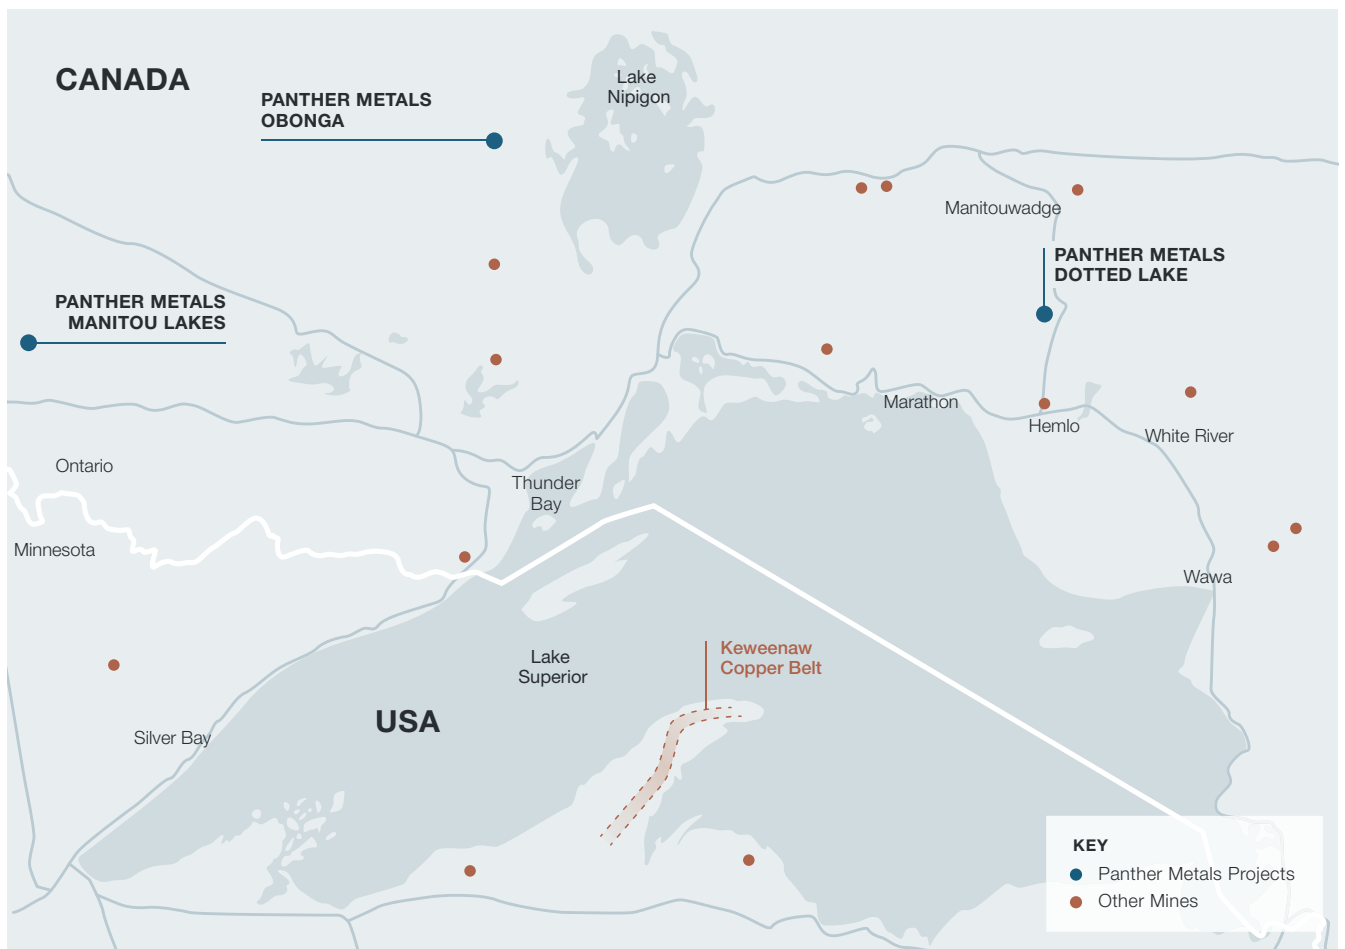 CANADA
PANTHER METALS
OBONGA
Lake
Nipigon
Manitouwadge
PANTHER METALS
DOTTED LAKE
PANTHER METALS
MANITOU LAKES
Marathon
Hemlo
White River
Ontario
Thunder
Bay
Minnesota
Wawa
Lake
Superior
Keweenaw
Copper Belt
USA
Silver Bay
KEY
Panther Metals Projects
Other Mines